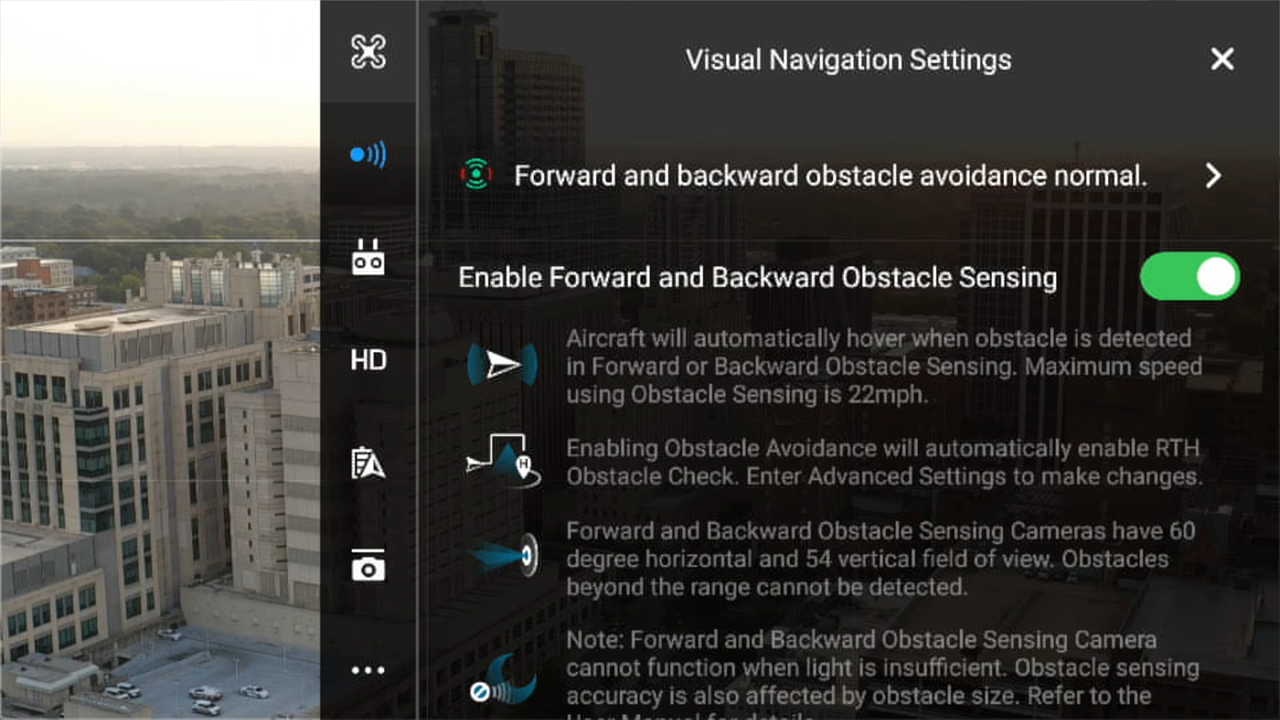 Visual Navigation Settings
Forward and backward obstacle avoidance normal.
Enable Forward and Backward Obstacle Sensing
Aircraft will automatically hover when obstacle is detected
in Forward or Backward Obstacle Sensing. Maximum speed
using Obstacle Sensing is 22mph.
HD
Enabling Obstacle Avoidance will automatically enable RTH
Obstacle Check. Enter Advanced Settings to make changes.
H
Forward and Backward Obstacle Sensing Cameras have 60
degree horizontal and 54 vertical field of view. Obstacles
beyond the range cannot be detected.
Note: Forward and Backward Obstacle Sensing Camera
cannot function when light is insufficient. Obstacle sensing
accuracy is also affected by obstacle size. Refer to the
User Manual for details.